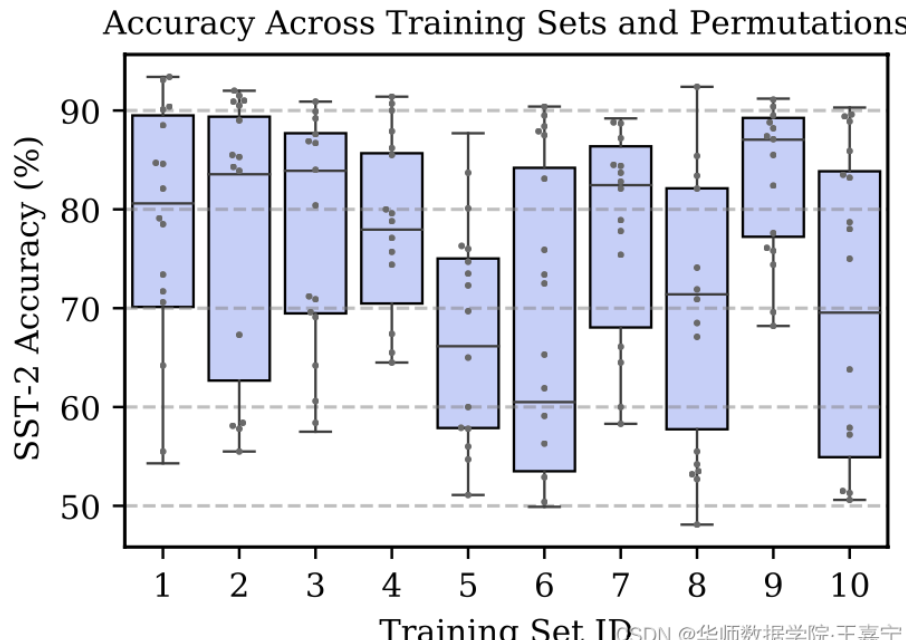 Accuracy Across Training Sets and Permutations
SST-2 Accuracy (%)
90
80
70
60
50
1 2 3 4 5 6 7 8 9 10
Training Set ID
CSDN @华师数据学院·王嘉宁